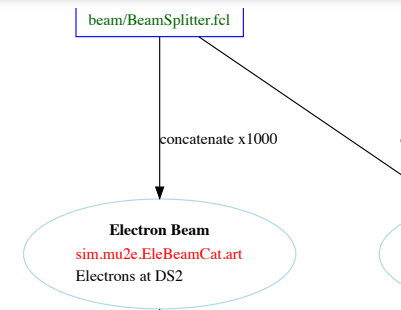 beam/BeamSplitter.fcl
concatenate x1000
Electron Beam
sim.mu2e.EleBeamCat.art
Electrons at DS2